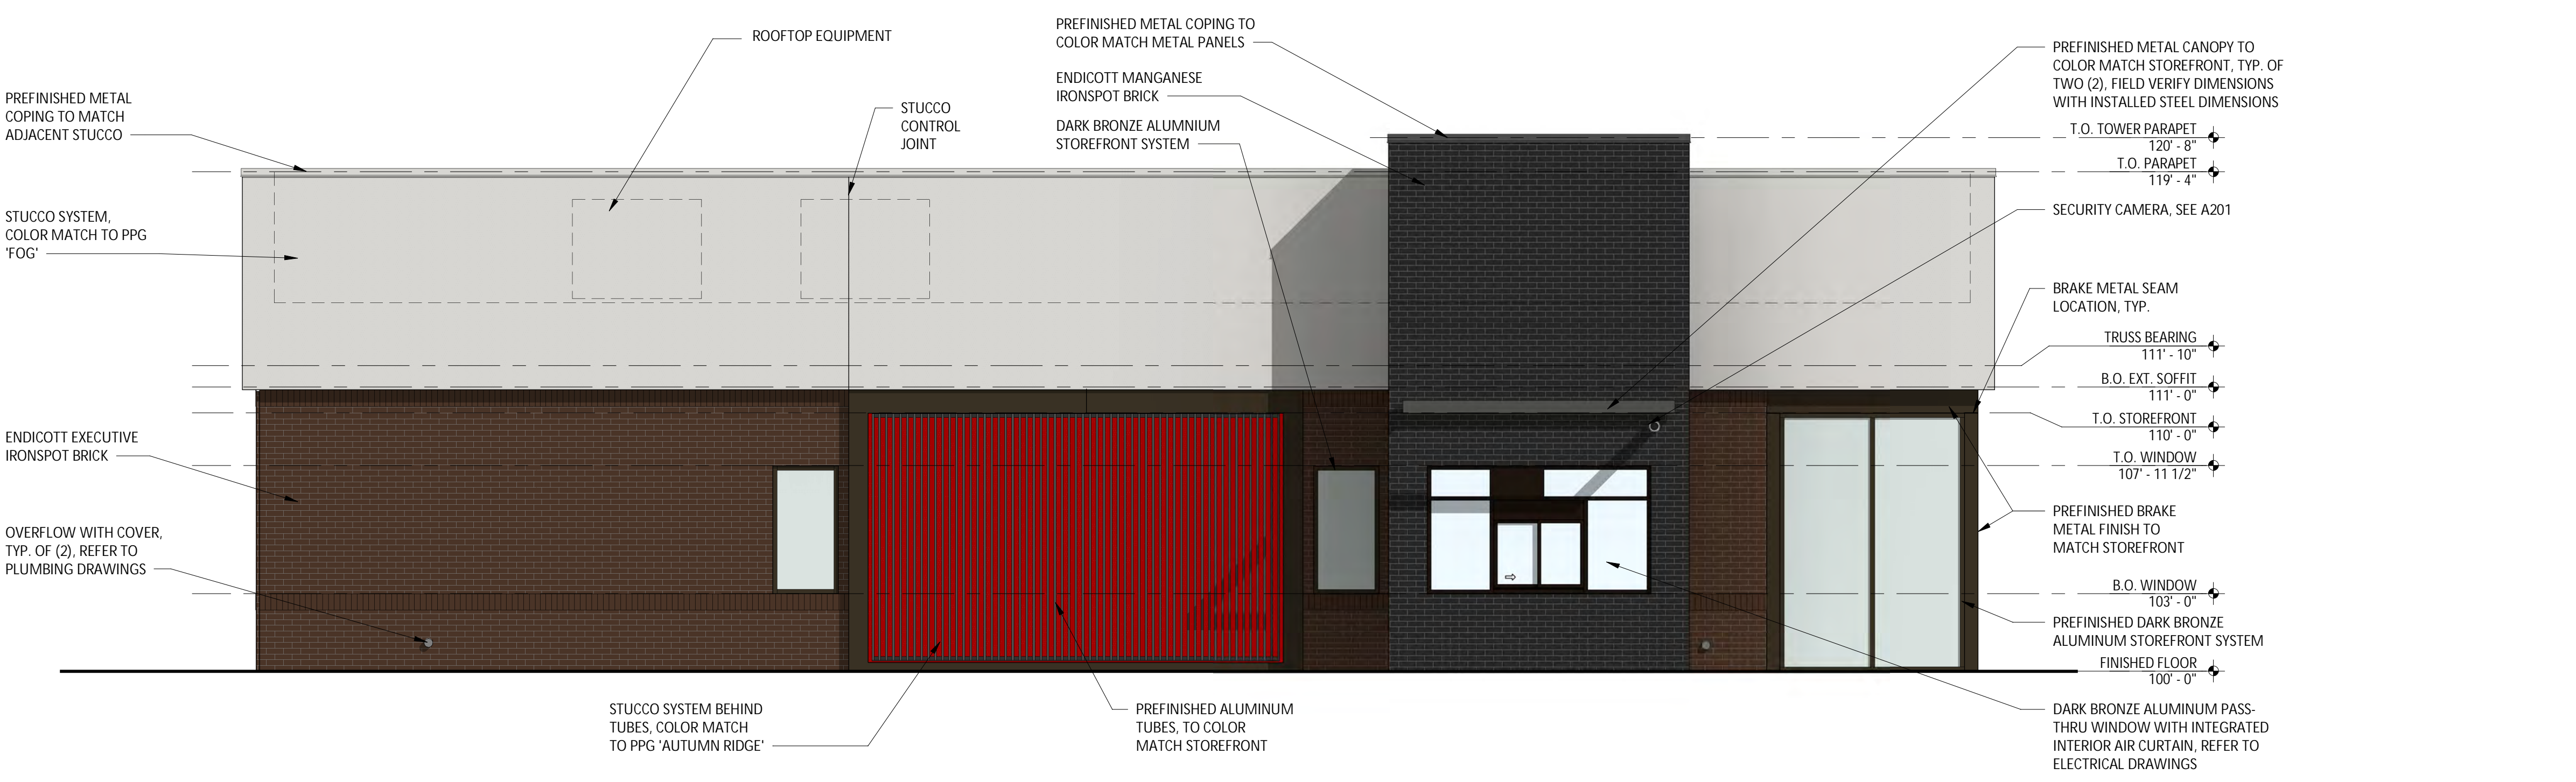 PREFINISHED METAL
COPING TO MATCH
ADJACENT STUCCO
STUCCO SYSTEM,
COLOR MATCH TO PPG
'FOG'
ENDICOTT EXECUTIVE
IRONSPOT BRICK
OVERFLOW WITH COVER,
TYP. OF (2), REFER TO
PLUMBING DRAWINGS
ROOFTOP EQUIPMENT
STUCCO
CONTROL
JOINT
PREFINISHED METAL COPING TO
COLOR MATCH METAL PANELS
ENDICOTT MANGANESE
IRONSPOT BRICK
DARK BRONZE ALUMNIUM
STOREFRONT SYSTEM
STUCCO SYSTEM BEHIND
TUBES, COLOR MATCH
TO PPG 'AUTUMN RIDGE'
PREFINISHED ALUMINUM
TUBES, TO COLOR
MATCH STOREFRONT
PREFINISHED METAL CANOPY TO
COLOR MATCH STOREFRONT, TYP. OF
TWO (2), FIELD VERIFY DIMENSIONS
WITH INSTALLED STEEL DIMENSIONS
T.O. TOWER PARAPET
120' - 8"
T.O. PARAPET
119' - 4"
SECURITY CAMERA, SEE A201
BRAKE METAL SEAM
LOCATION, TYP.
TRUSS BEARING
111' - 10"
B.O. EXT. SOFFIT
111' - 0"
T.O. STOREFRONT
110' - 0"
T.O. WINDOW
107' - 11 1/2"
PREFINISHED BRAKE
METAL FINISH TO
MATCH STOREFRONT
B.O. WINDOW
103' - 0"
PREFINISHED DARK BRONZE
ALUMINUM STOREFRONT SYSTEM
FINISHED FLOOR
100' - 0"
DARK BRONZE ALUMINUM PASS-
THRU WINDOW WITH INTEGRATED
INTERIOR AIR CURTAIN, REFER TO
ELECTRICAL DRAWINGS